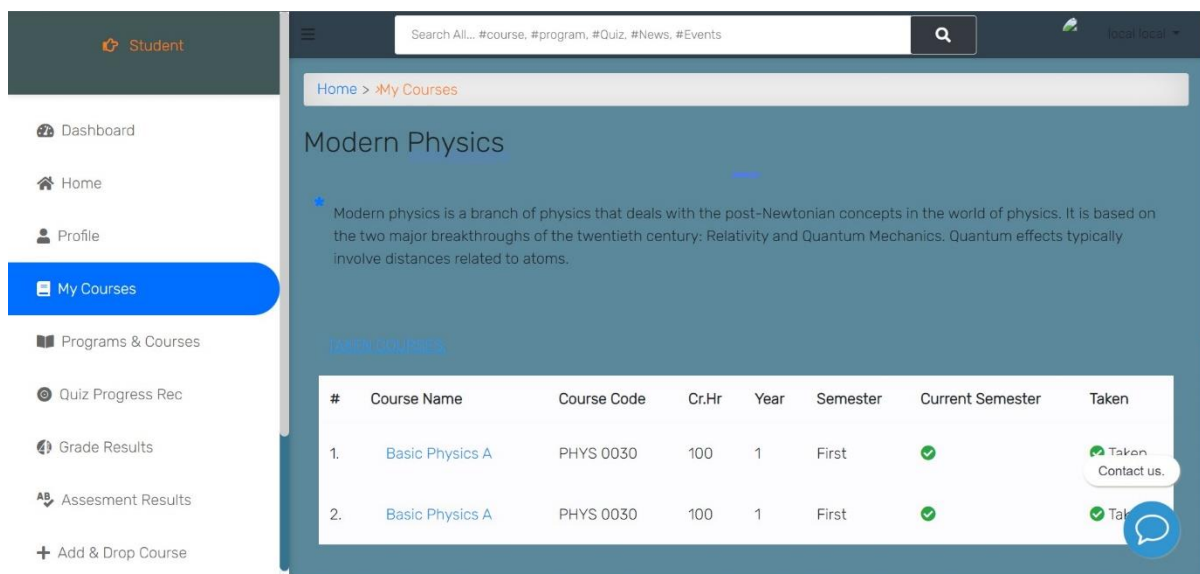 Student
Search All... #course, #program, #Quiz, #News, #Events
local local
Home > »My Courses
Dashboard
Home
Profile
My Courses
Programs & Courses
Quiz Progress Rec
Grade Results
Assesment Results
+ Add & Drop Course
Modern Physics
Modern physics is a branch of physics that deals with the post-Newtonian concepts in the world of physics. It is based on
the two major breakthroughs of the twentieth century: Relativity and Quantum Mechanics. Quantum effects typically
involve distances related to atoms.
TAKEN COURSES
# Course Name Course Code Cr.Hr Year Semester Current Semester Taken
1. Basic Physics A PHYS 0030 100 1 First Taken
Contact us.
2. Basic Physics A PHYS 0030 100 1 First